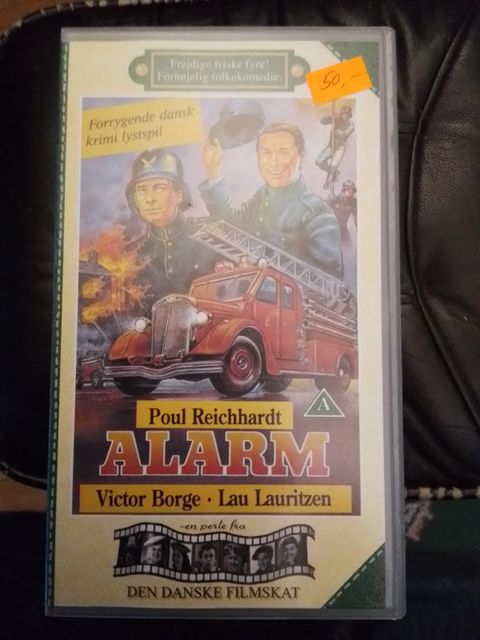 Frejdige friske fyre!
Fornøjelig folkekomedie.
50,-
Forrygende dansk
krimi lystspil
A
Poul Reichhardt
ALARM
Victor Borge · Lau Lauritzen
-en perle fra
DEN DANSKE FILMSKAT